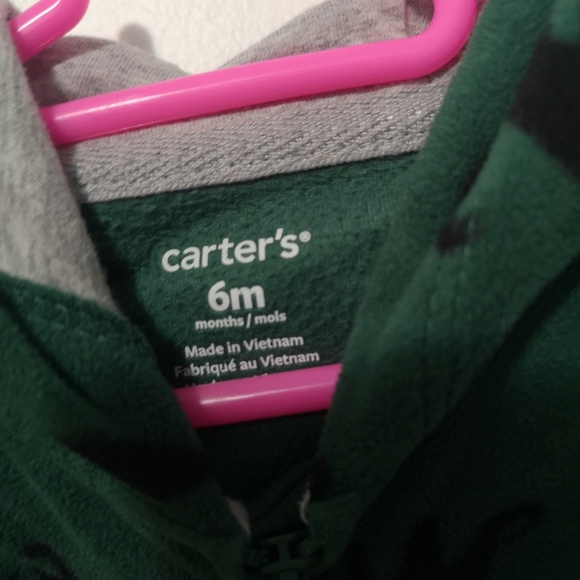 carter's®
6m
months / mois
Made in Vietnam
Fabriqué au Vietnam